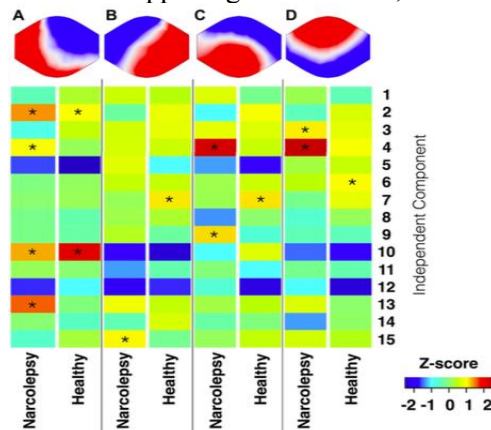 A B C D
1
* * 2
* 3
* * * 4
5
* 6
* * 7
8
* 9
* * 10
11
12
* 13
14
* 15
Independent Component
Narcolepsy Healthy Narcolepsy Healthy Narcolepsy Healthy Narcolepsy Healthy
Z-score
-2 -1 0 1 2